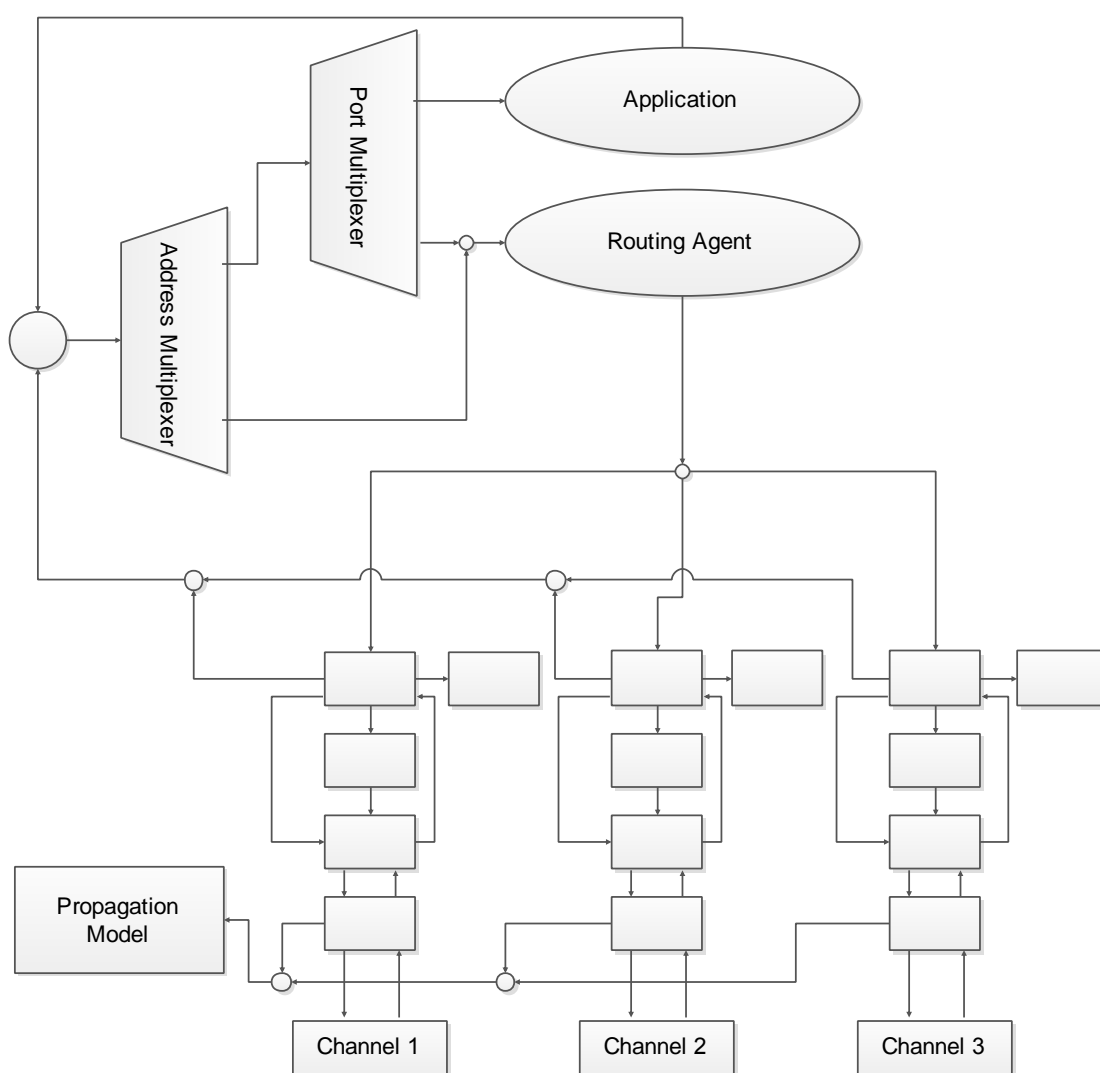 Application
Port Multiplexer
Routing Agent
Address Multiplexer
Propagation
Model
Channel 1
Channel 2
Channel 3